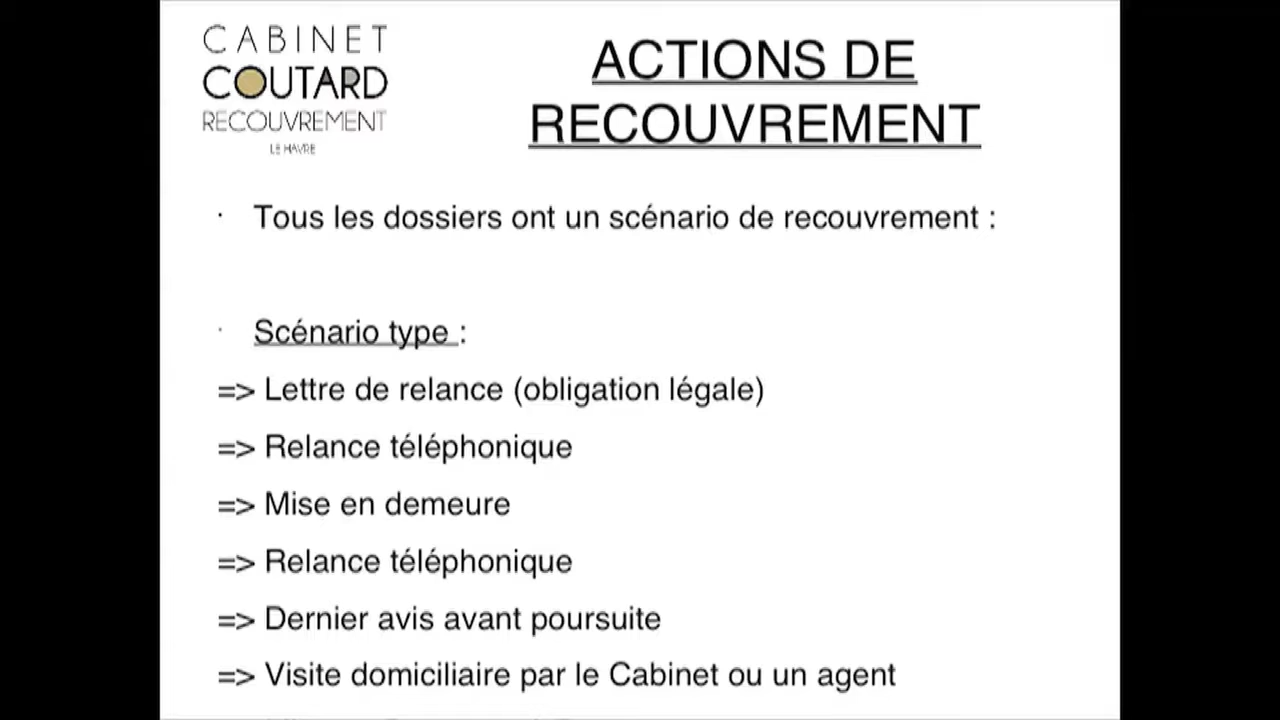 CABINET
COUTARD
RECOUVREMENT
LE HAVRE
ACTIONS DE
RECOUVREMENT
· Tous les dossiers ont un scénario de recouvrement :
· Scénario type :
=> Lettre de relance (obligation légale)
=> Relance téléphonique
=> Mise en demeure
=> Relance téléphonique
=> Dernier avis avant poursuite
=> Visite domiciliaire par le Cabinet ou un agent